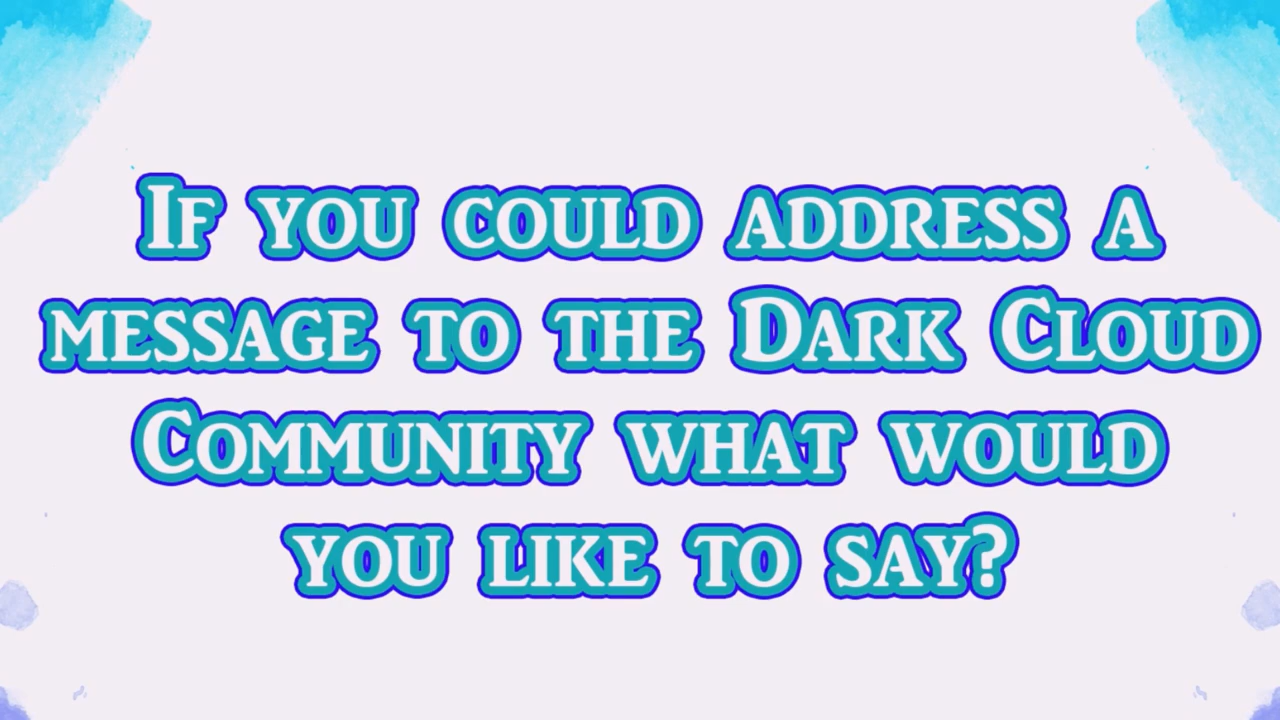 If you could address a
message to the Dark Cloud
Community what would
you like to say?